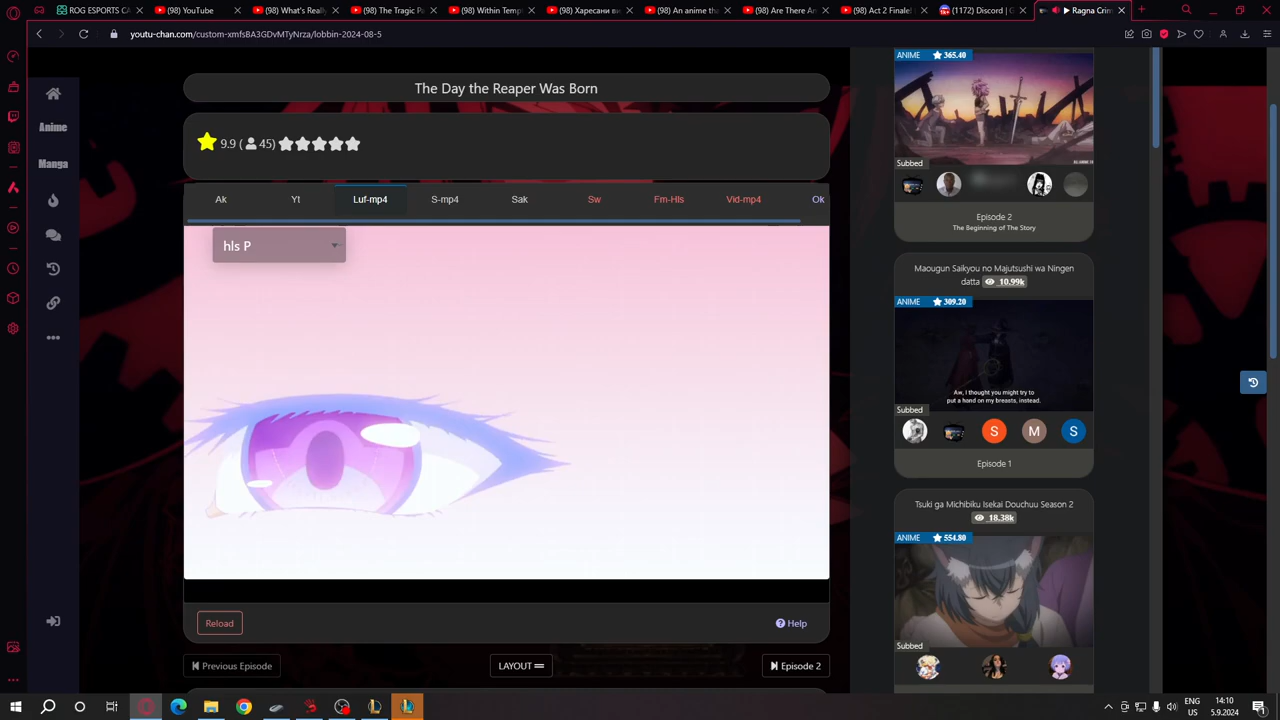 ROG ESPORTS CA
(98) YouTube
(98) What's Really
(98) The Tragic Pa
(98) Within Tempt
(98) Харесани ви
(98) An anime tha
(98) Are There An
(98) Act 2 Finale!
(1172) Discord | G
Ragna Crim
youtu-chan.com/custom-xmfsBA3GDvMTyNrza/lobbin-2024-08-5
Anime
Manga
The Day the Reaper Was Born
9.9 ( 45)
Ak
Yt
Luf-mp4
S-mp4
Sak
Sw
Fm-Hls
Vid-mp4
Ok
hls P
Reload
Help
Previous Episode
LAYOUT
Episode 2
ANIME 365.40
Subbed
Episode 2
The Beginning of The Story
Maougun Saikyou no Majutsushi wa Ningen
datta 10.99k
ANIME 309.20
Aw, I thought you might try to
put a hand on my breasts, instead.
Subbed
S
M
S
Episode 1
Tsuki ga Michibiku Isekai Douchuu Season 2
18.38k
ANIME 554.80
Subbed
ENG
US
14:10
5.9.2024